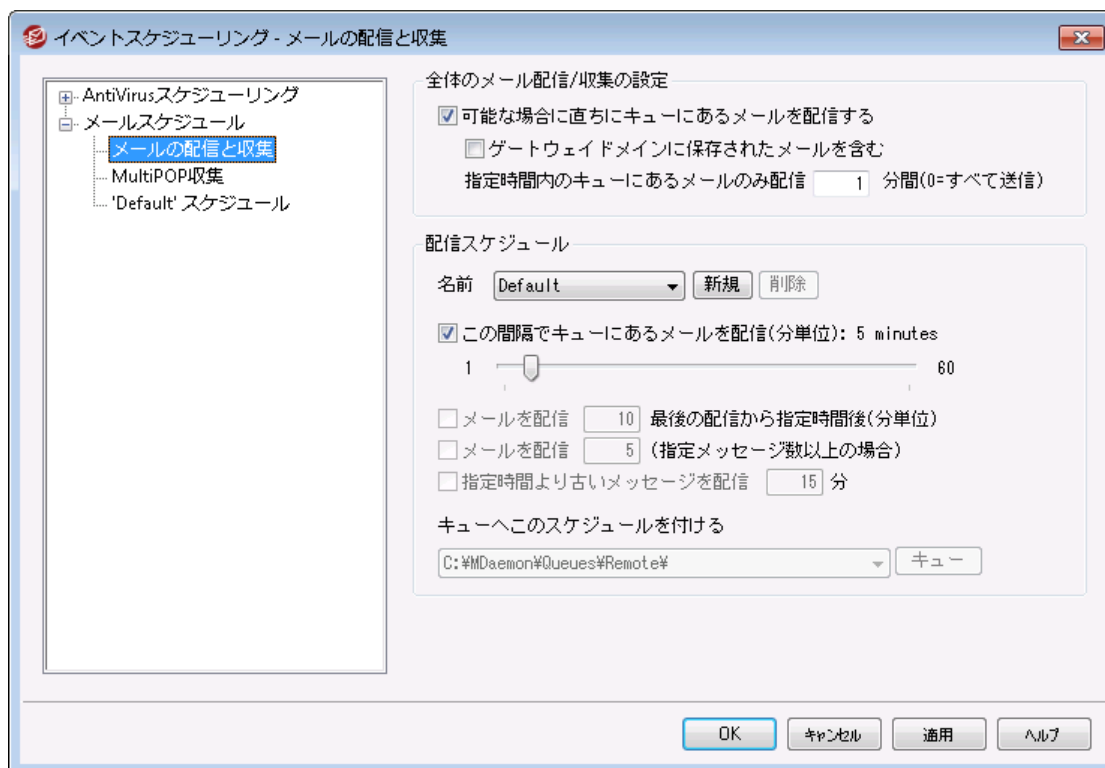 イベントスケジューリング - メールの配信と収集
AntiVirusスケジューリング
メールスケジュール
メールの配信と収集
MultiPOP収集
'Default' スケジュール
全体のメール配信/収集の設定
可能な場合に直ちにキューにあるメールを配信する
ゲートウェイドメインに保存されたメールを含む
指定時間内のキューにあるメールのみ配信 1 分間(0=すべて送信)
配信スケジュール
名前 Default 新規 削除
この間隔でキューにあるメールを配信(分単位): 5 minutes
1 60
メールを配信 10 最後の配信から指定時間後(分単位)
メールを配信 5 (指定メッセージ数以上の場合)
指定時間より古いメッセージを配信 15 分
キューへこのスケジュールを付ける
C:¥MDaemon¥Queues¥Remote¥ キュー
OK キャンセル 適用 ヘルプ